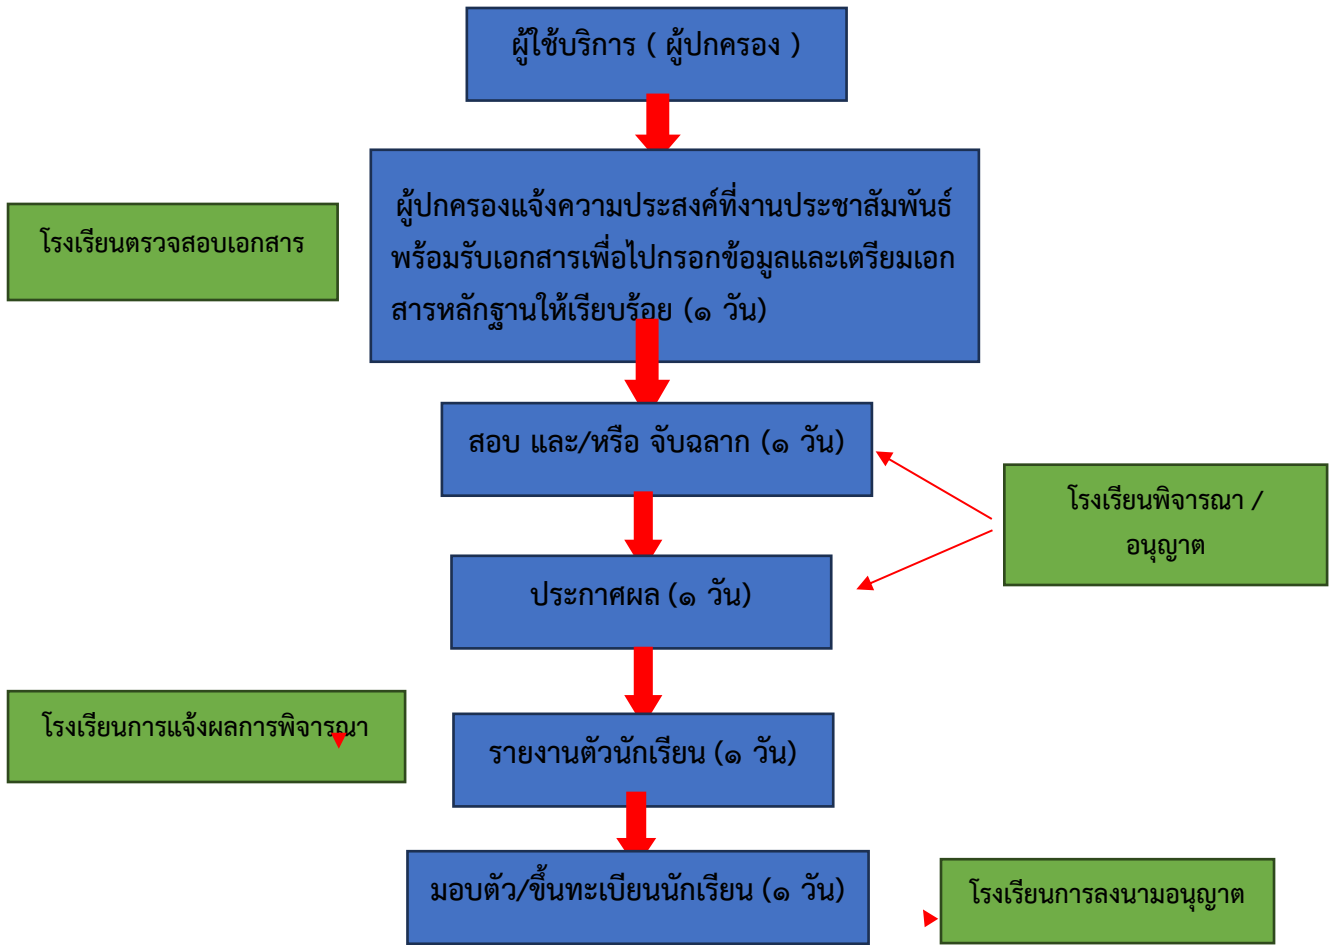 ผู้ใช้บริการ ( ผู้ปกครอง )
ผู้ปกครองแจ้งความประสงค์ที่งานประชาสัมพันธ์
พร้อมรับเอกสารเพื่อไปกรอกข้อมูลและเตรียมเอก
สารหลักฐานให้เรียบร้อย (๑ วัน)
โรงเรียนตรวจสอบเอกสาร
สอบ และ/หรือ จับฉลาก (๑ วัน)
โรงเรียนพิจารณา /
อนุญาต
ประกาศผล (๑ วัน)
โรงเรียนการแจ้งผลการพิจารณา
รายงานตัวนักเรียน (๑ วัน)
มอบตัว/ขึ้นทะเบียนนักเรียน (๑ วัน)
โรงเรียนการลงนามอนุญาต